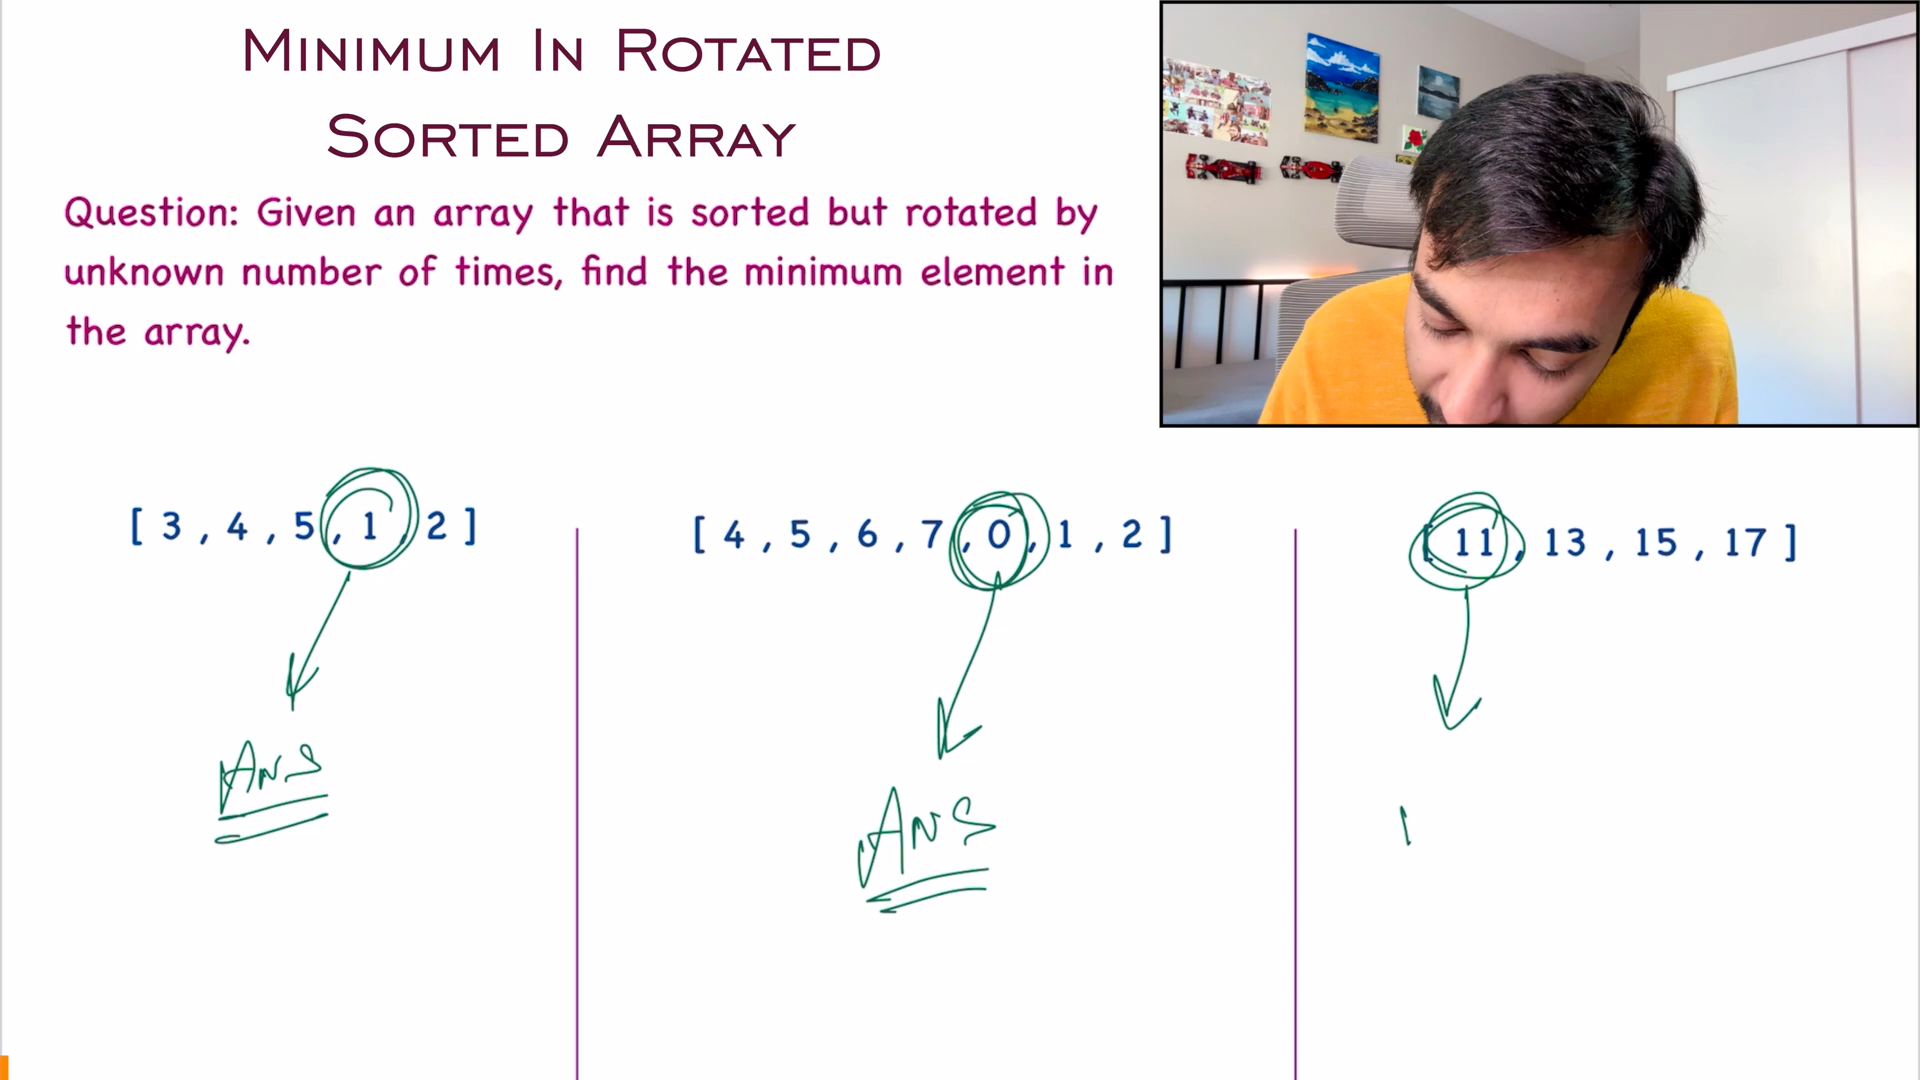 MINIMUM IN ROTATED
SORTED ARRAY
Question: Given an array that is sorted but rotated by
unknown number of times, find the minimum element in
the array.
[ 3 , 4 , 5 , 1 , 2 ]
[ 4 , 5 , 6 , 7 , 0 , 1 , 2 ]
[ 11 , 13 , 15 , 17 ]
Ans
Ans